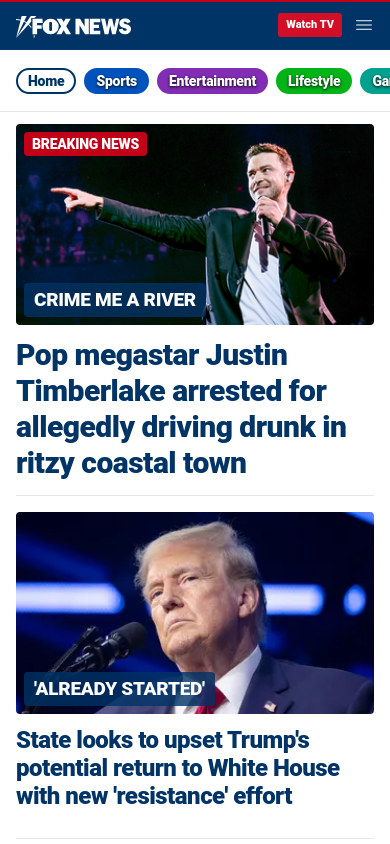 FOX NEWS
Watch TV
Home Sports Entertainment Lifestyle Ga
BREAKING NEWS
CRIME ME A RIVER
Pop megastar Justin
Timberlake arrested for
allegedly driving drunk in
ritzy coastal town
'ALREADY STARTED'
State looks to upset Trump's
potential return to White House
with new 'resistance' effort